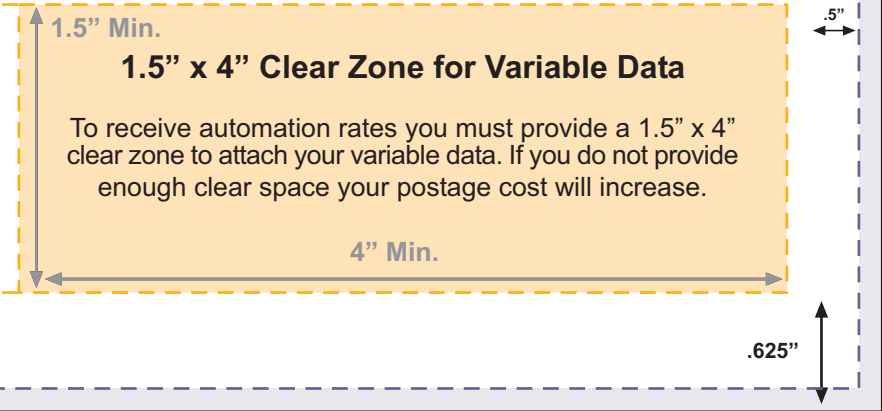 .5”
1.5” Min.
1.5” x 4” Clear Zone for Variable Data
To receive automation rates you must provide a 1.5” x 4”
clear zone to attach your variable data. If you do not provide
enough clear space your postage cost will increase.
4” Min.
.625”